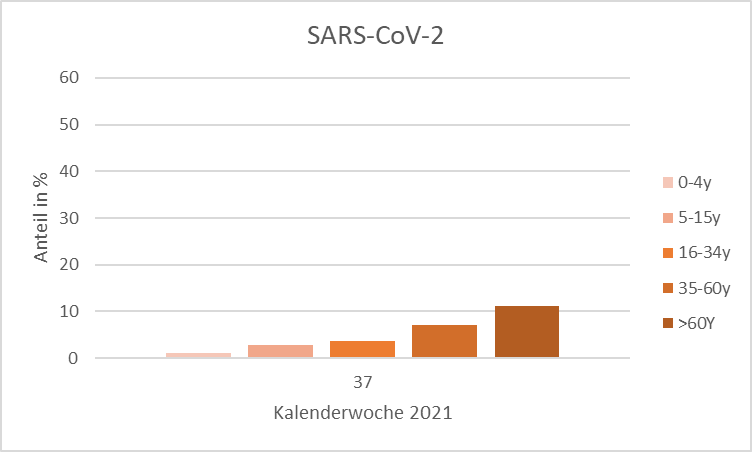 SARS-CoV-2
60
50
40
30
20
10
0
Anteil in %
37
Kalenderwoche 2021
0-4y
5-15y
16-34y
35-60y
>60Y